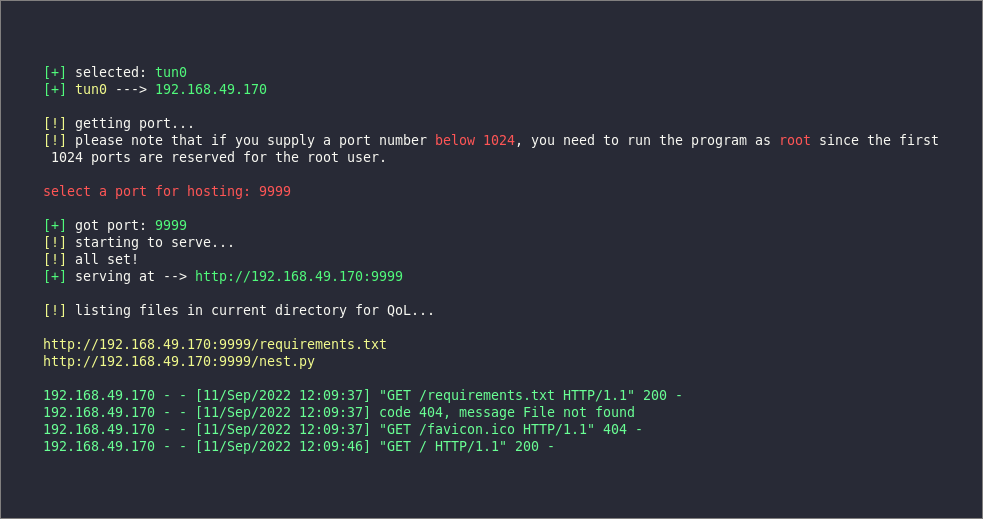 [+] selected: tun0
[+] tun0 ---> 192.168.49.170
[!] getting port...
[!] please note that if you supply a port number below 1024, you need to run the program as root since the first
1024 ports are reserved for the root user.
select a port for hosting: 9999
[+] got port: 9999
[!] starting to serve...
[!] all set!
[+] serving at --> http://192.168.49.170:9999
[!] listing files in current directory for QoL...
http://192.168.49.170:9999/requirements.txt
http://192.168.49.170:9999/nest.py
192.168.49.170 - - [11/Sep/2022 12:09:37] "GET /requirements.txt HTTP/1.1" 200 -
192.168.49.170 - - [11/Sep/2022 12:09:37] code 404, message File not found
192.168.49.170 - - [11/Sep/2022 12:09:37] "GET /favicon.ico HTTP/1.1" 404 -
192.168.49.170 - - [11/Sep/2022 12:09:46] "GET / HTTP/1.1" 200 -